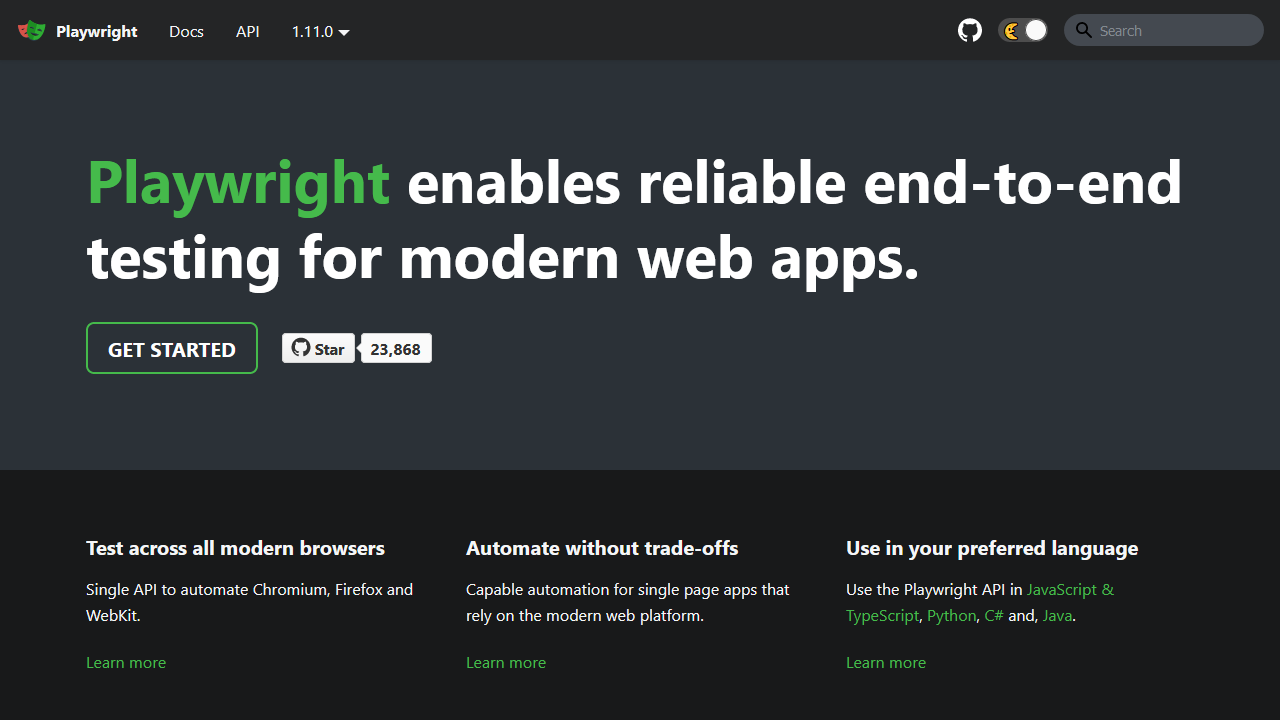 Playwright Docs API 1.11.0 Search
Playwright enables reliable end-to-end
testing for modern web apps.
GET STARTED Star 23,868
Test across all modern browsers
Single API to automate Chromium, Firefox and
WebKit.
Learn more
Automate without trade-offs
Capable automation for single page apps that
rely on the modern web platform.
Learn more
Use in your preferred language
Use the Playwright API in JavaScript &
TypeScript, Python, C# and, Java.
Learn more